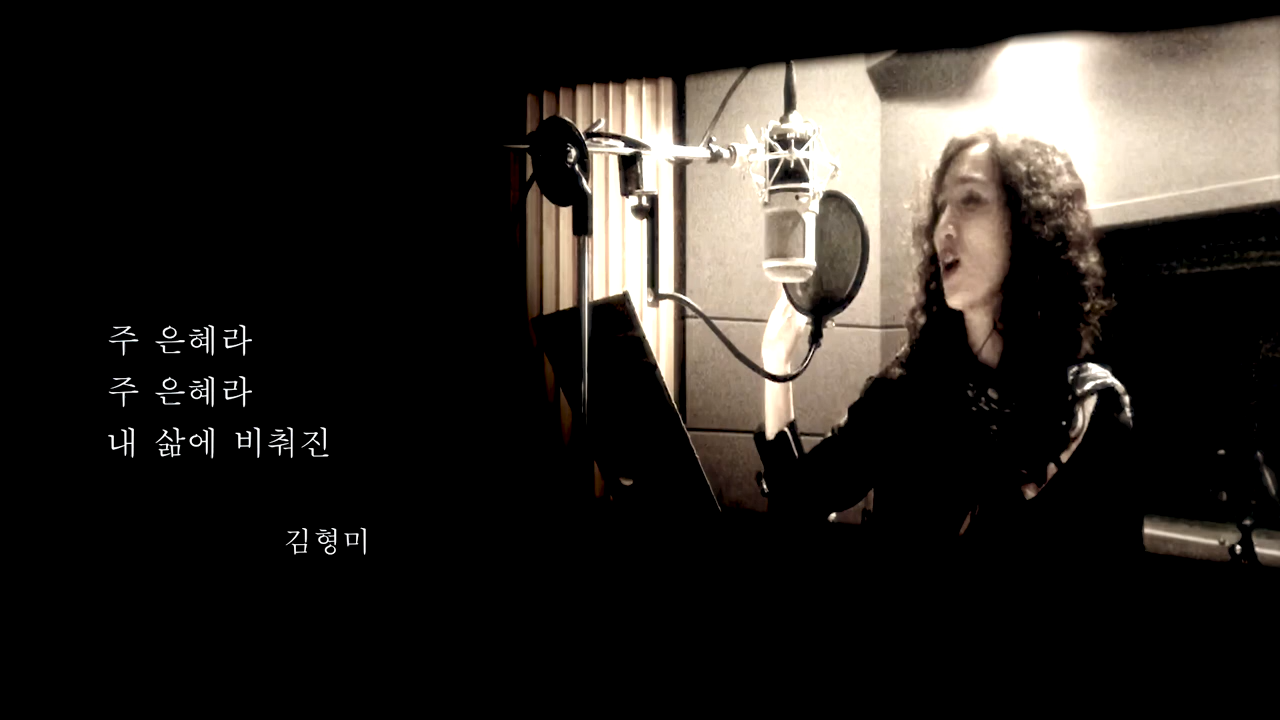 주 은혜라
주 은혜라
내 삶에 비춰진
김형미